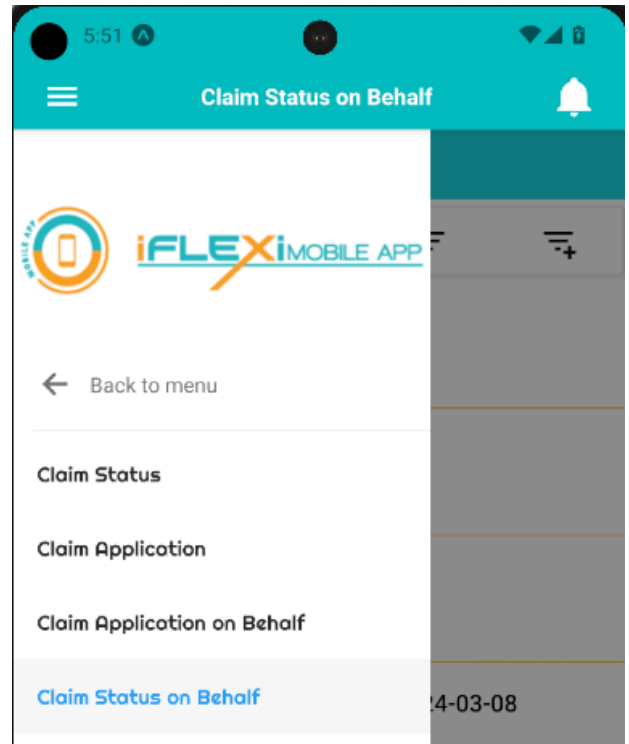 5:51
Claim Status on Behalf
MOBILE APP
iFLEXi MOBILE APP
Back to menu
Claim Status
Claim Application
Claim Application on Behalf
Claim Status on Behalf
4-03-08